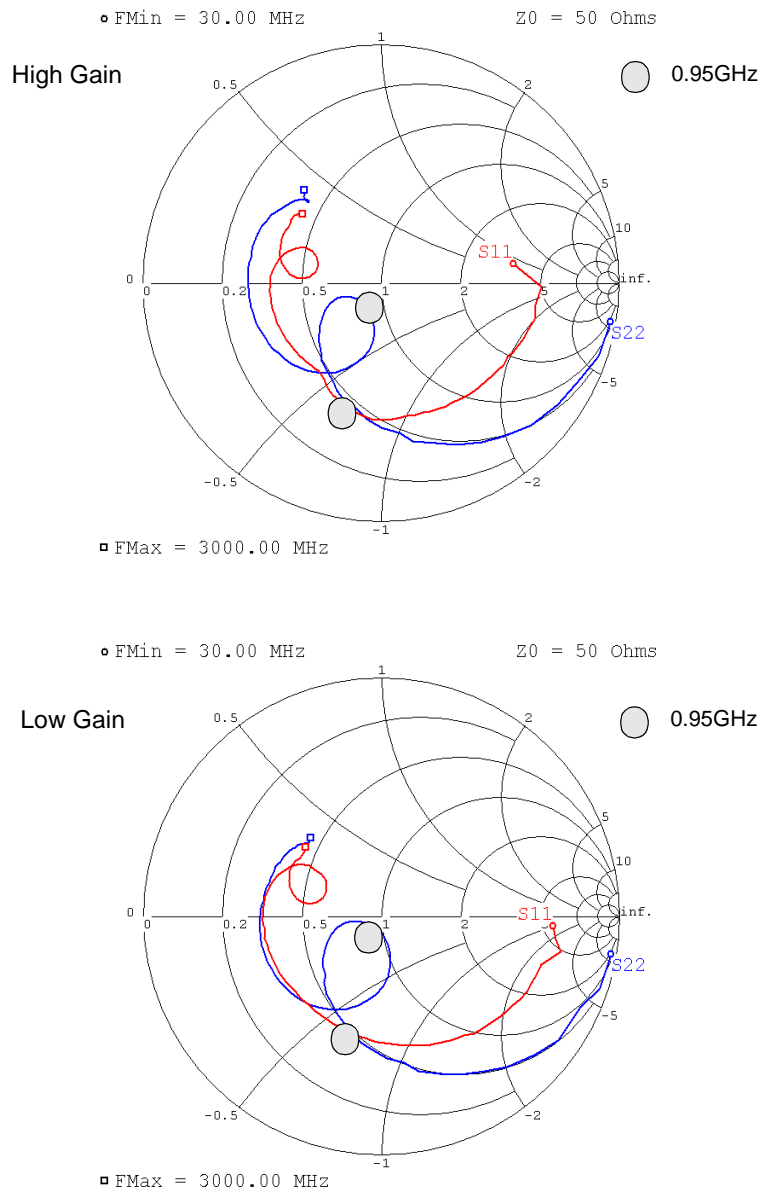 FMin = 30.00 MHz Z0 = 50 Ohms
High Gain
0.95GHz
1
0.5
2
5
10
S11
0
0 0.2 0.5 1 2 5 inf.
S22
-5
-0.5
-2
-1
FMax = 3000.00 MHz
FMin = 30.00 MHz Z0 = 50 Ohms
Low Gain
0.95GHz
1
0.5
2
5
10
S11
0
0 0.2 0.5 1 2 5 inf.
S22
-5
-0.5
-2
-1
FMax = 3000.00 MHz